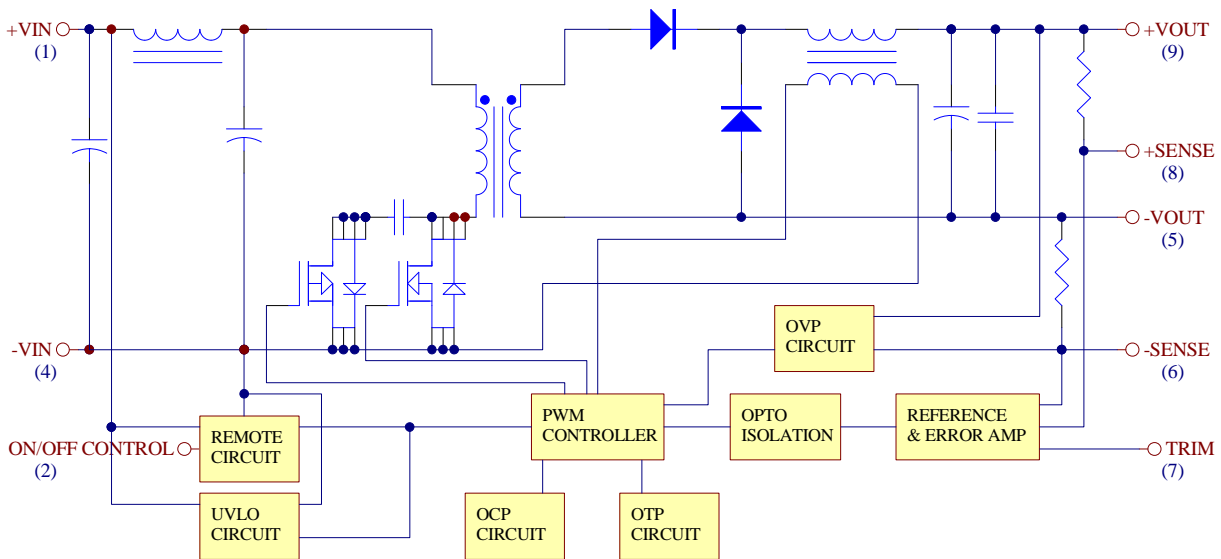 +VIN
(1)
+VOUT
(9)
+SENSE
(8)
-VOUT
(5)
-VIN
(4)
OVP
CIRCUIT
-SENSE
(6)
REMOTE
CIRCUIT
PWM
CONTROLLER
OPTO
ISOLATION
REFERENCE
& ERROR AMP
ON/OFF CONTROL
(2)
TRIM
(7)
UVLO
CIRCUIT
OCP
CIRCUIT
OTP
CIRCUIT